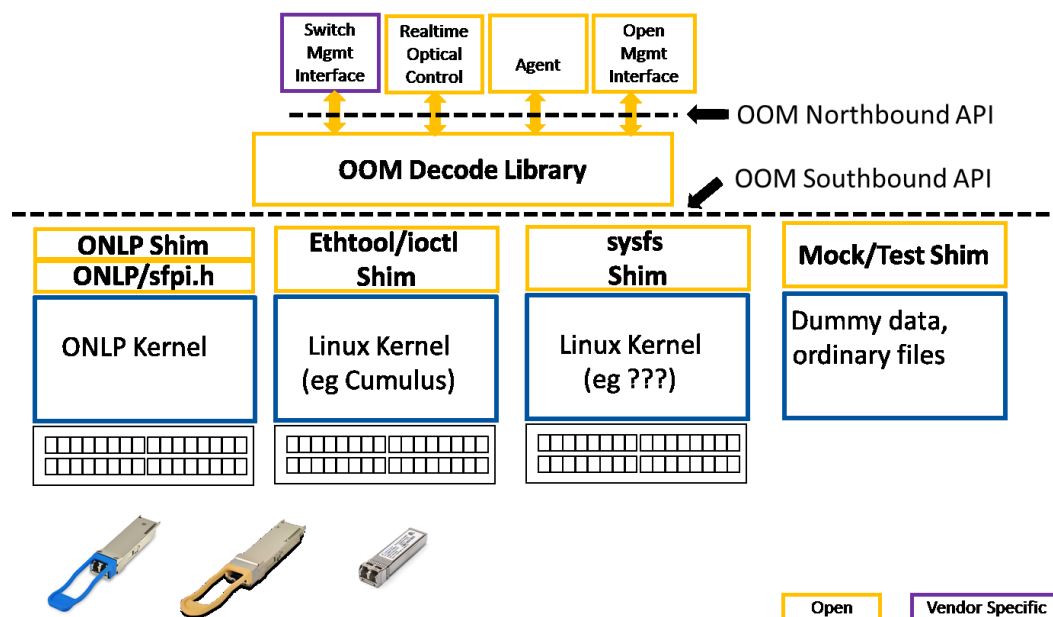 Switch
Mgmt
Interface
Realtime
Optical
Control
Agent
Open
Mgmt
Interface
OOM Northbound API
OOM Decode Library
OOM Southbound API
ONLP Shim
ONLP/sfpi.h
Ethtool/ioctl
Shim
sysfs
Shim
Mock/Test Shim
ONLP Kernel
Linux Kernel
(eg Cumulus)
Linux Kernel
(eg ???)
Dummy data,
ordinary files
Open
Vendor Specific